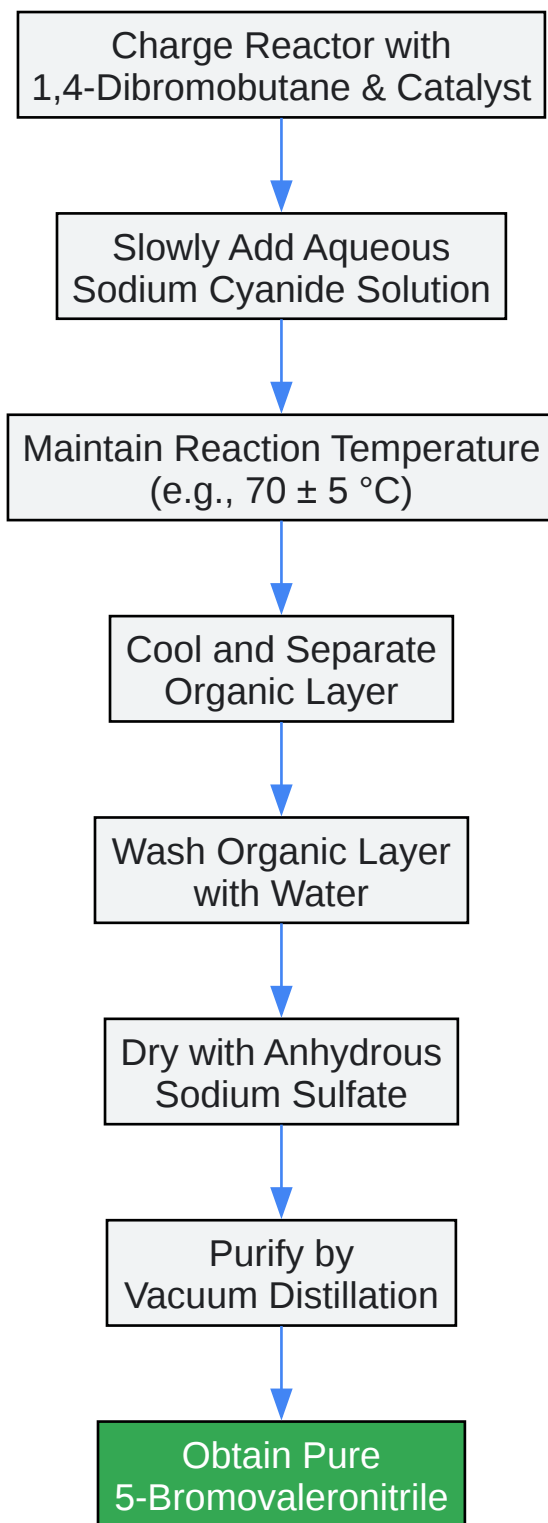 Charge Reactor with
1,4-Dibromobutane & Catalyst
Slowly Add Aqueous
Sodium Cyanide Solution
Maintain Reaction Temperature
(e.g., 70 ± 5 °C)
Cool and Separate
Organic Layer
Wash Organic Layer
with Water
Dry with Anhydrous
Sodium Sulfate
Purify by
Vacuum Distillation
Obtain Pure
5-Bromovaleronitrile